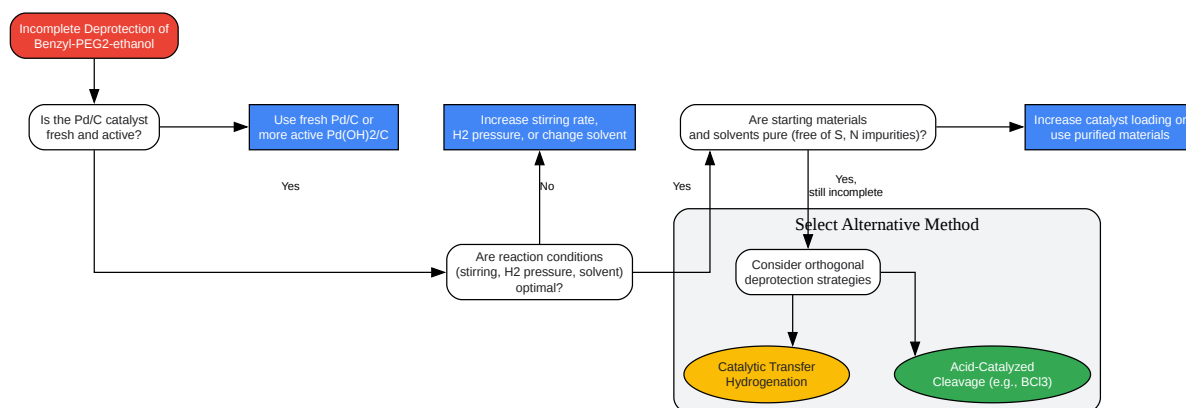 Incomplete Deprotection of
Benzyl-PEG2-ethanol
Is the Pd/C catalyst
fresh and active?
Use fresh Pd/C or
more active Pd(OH)2/C
Increase stirring rate,
H2 pressure, or change solvent
Are starting materials
and solvents pure (free of S, N impurities)?
Increase catalyst loading or
use purified materials
Yes
No
Yes
Yes,
still incomplete
Select Alternative Method
Are reaction conditions
(stirring, H2 pressure, solvent)
optimal?
Consider orthogonal
deprotection strategies
Catalytic Transfer
Hydrogenation
Acid-Catalyzed
Cleavage (e.g., BCl3)